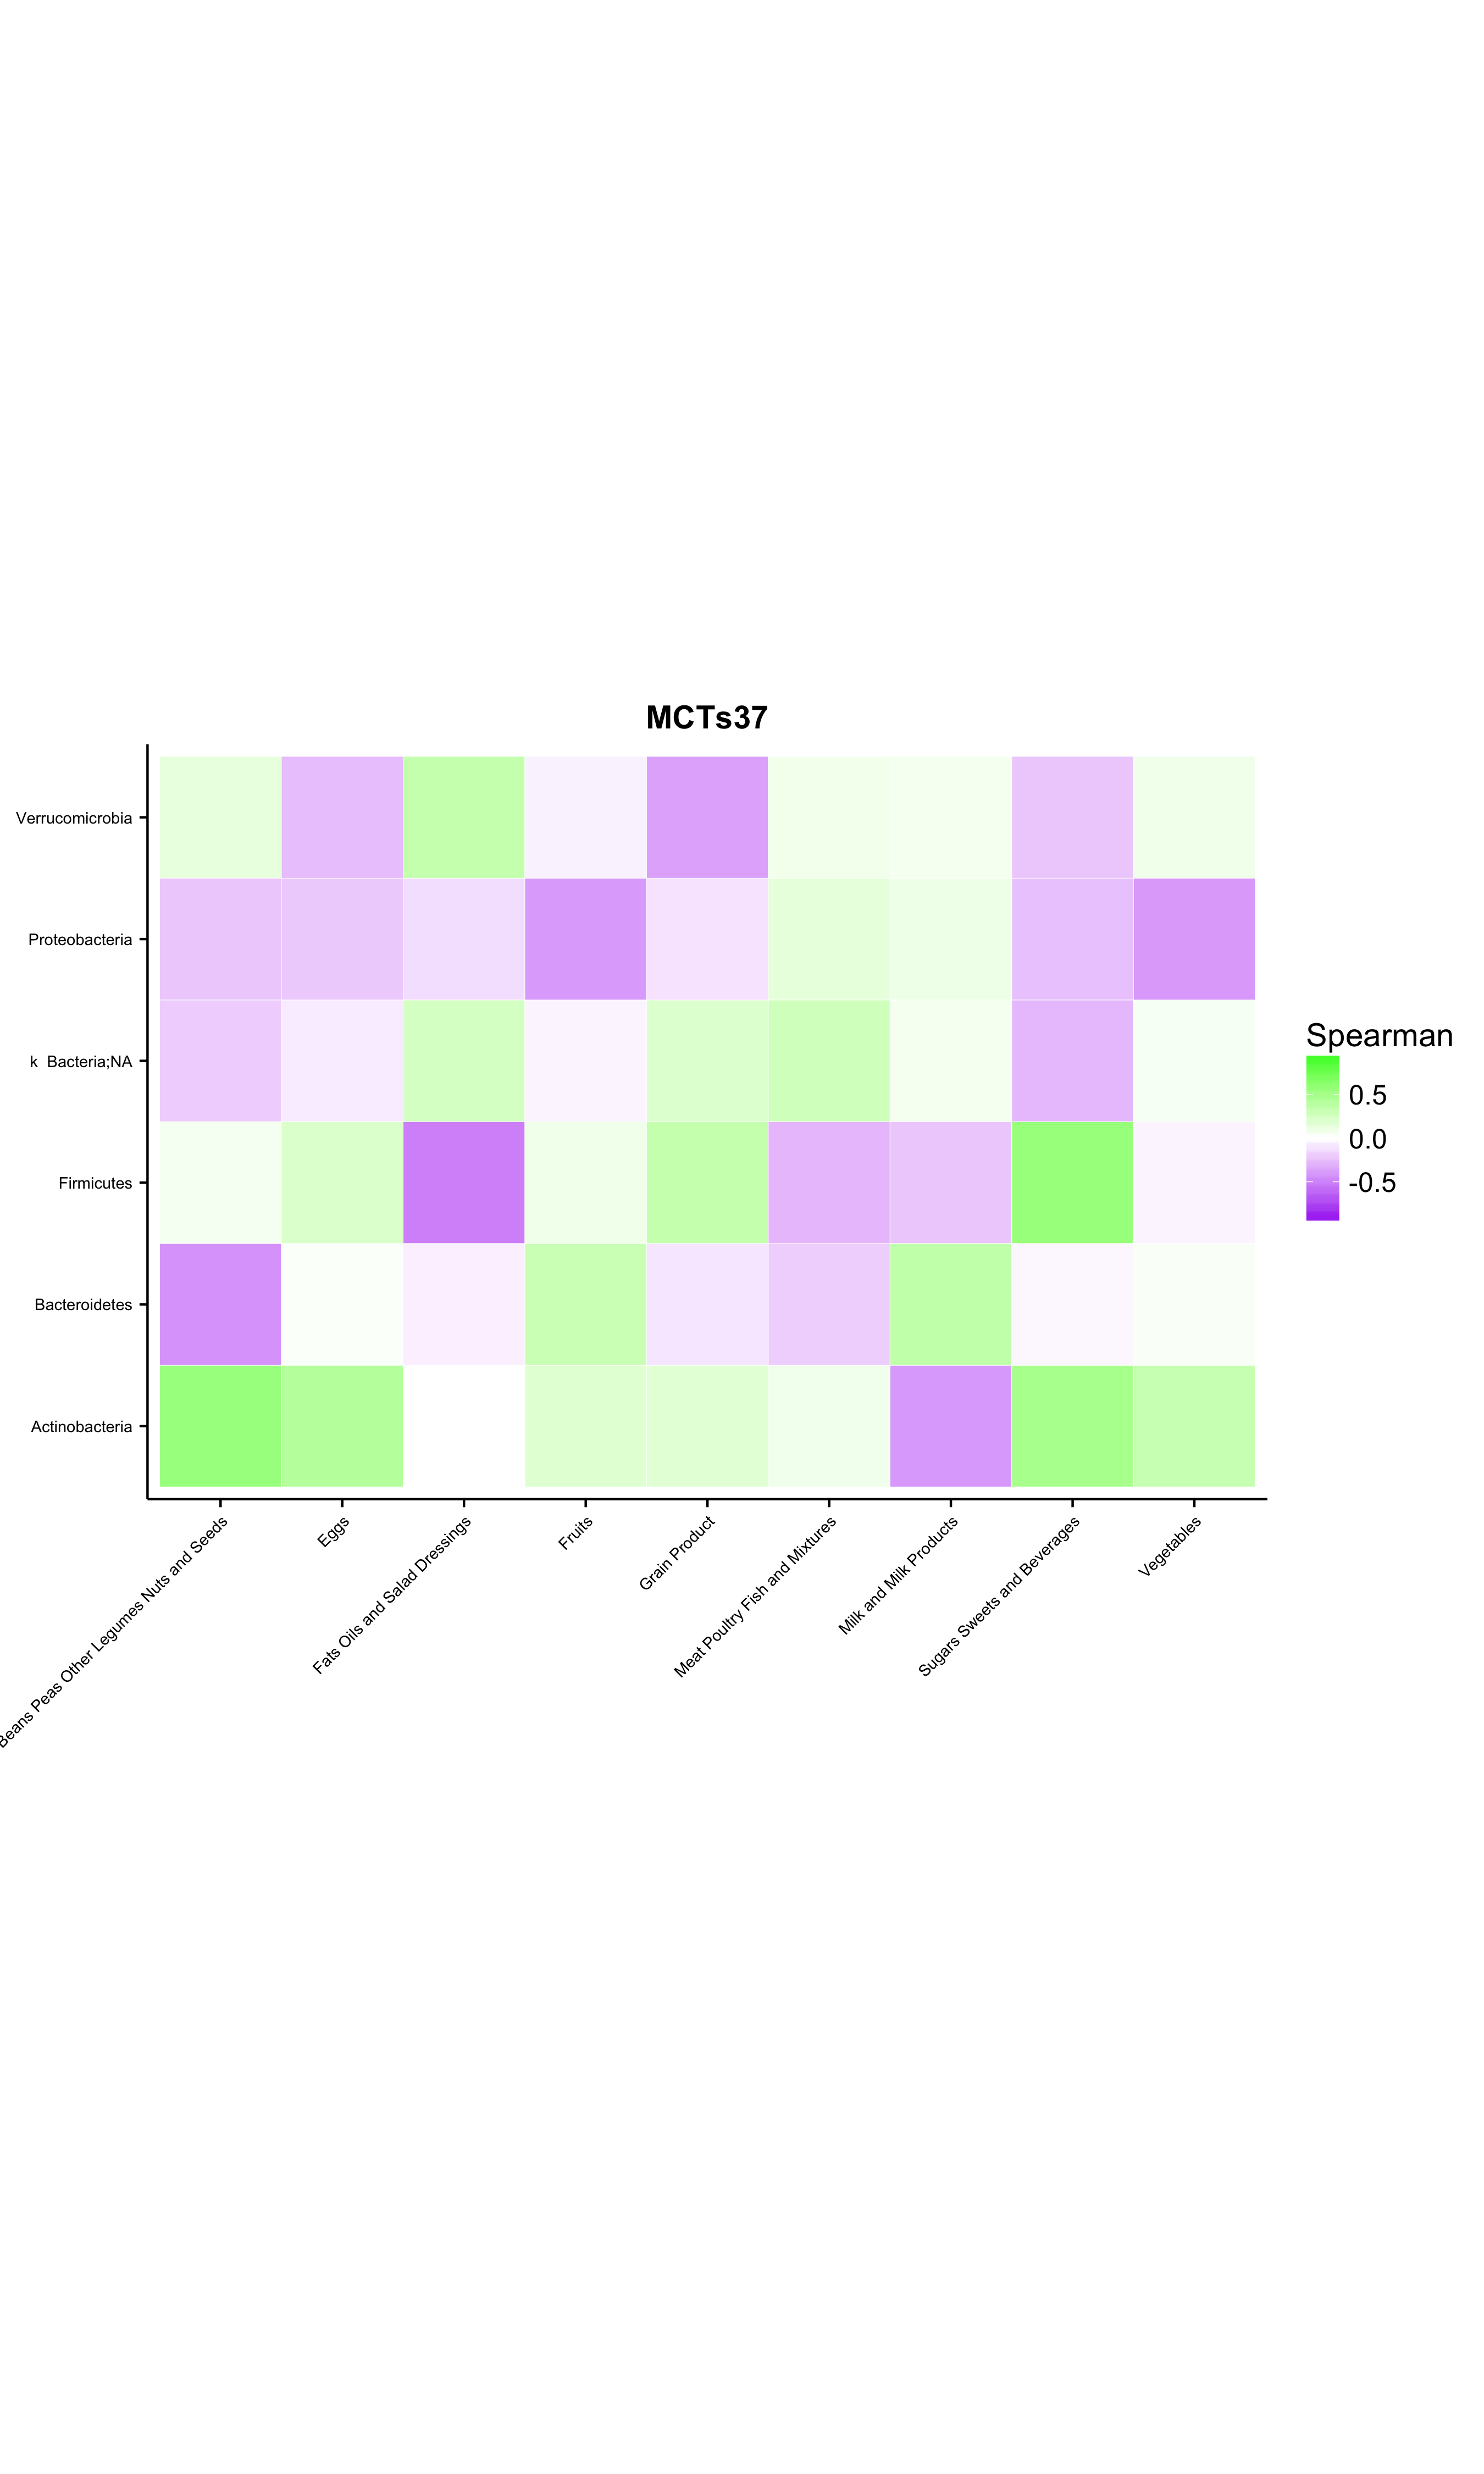 MCTs37
Verrucomicrobia
Proteobacteria
k  Bacteria;NA
Firmicutes
Bacteroidetes
Actinobacteria
Beans Peas Other Legumes Nuts and Seeds
Eggs
Fats Oils and Salad Dressings
Fruits
Grain Product
Meat Poultry Fish and Mixtures
Milk and Milk Products
Sugars Sweets and Beverages
Vegetables
Spearman
0.5
0.0
-0.5